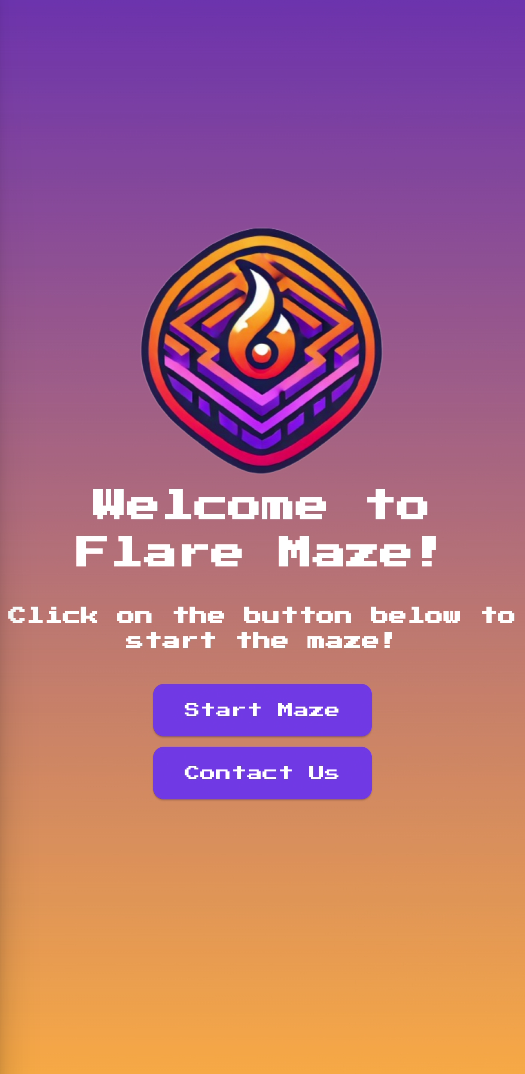 Welcome to
Flare Maze!
Click on the button below to
start the maze!
Start Maze
Contact Us